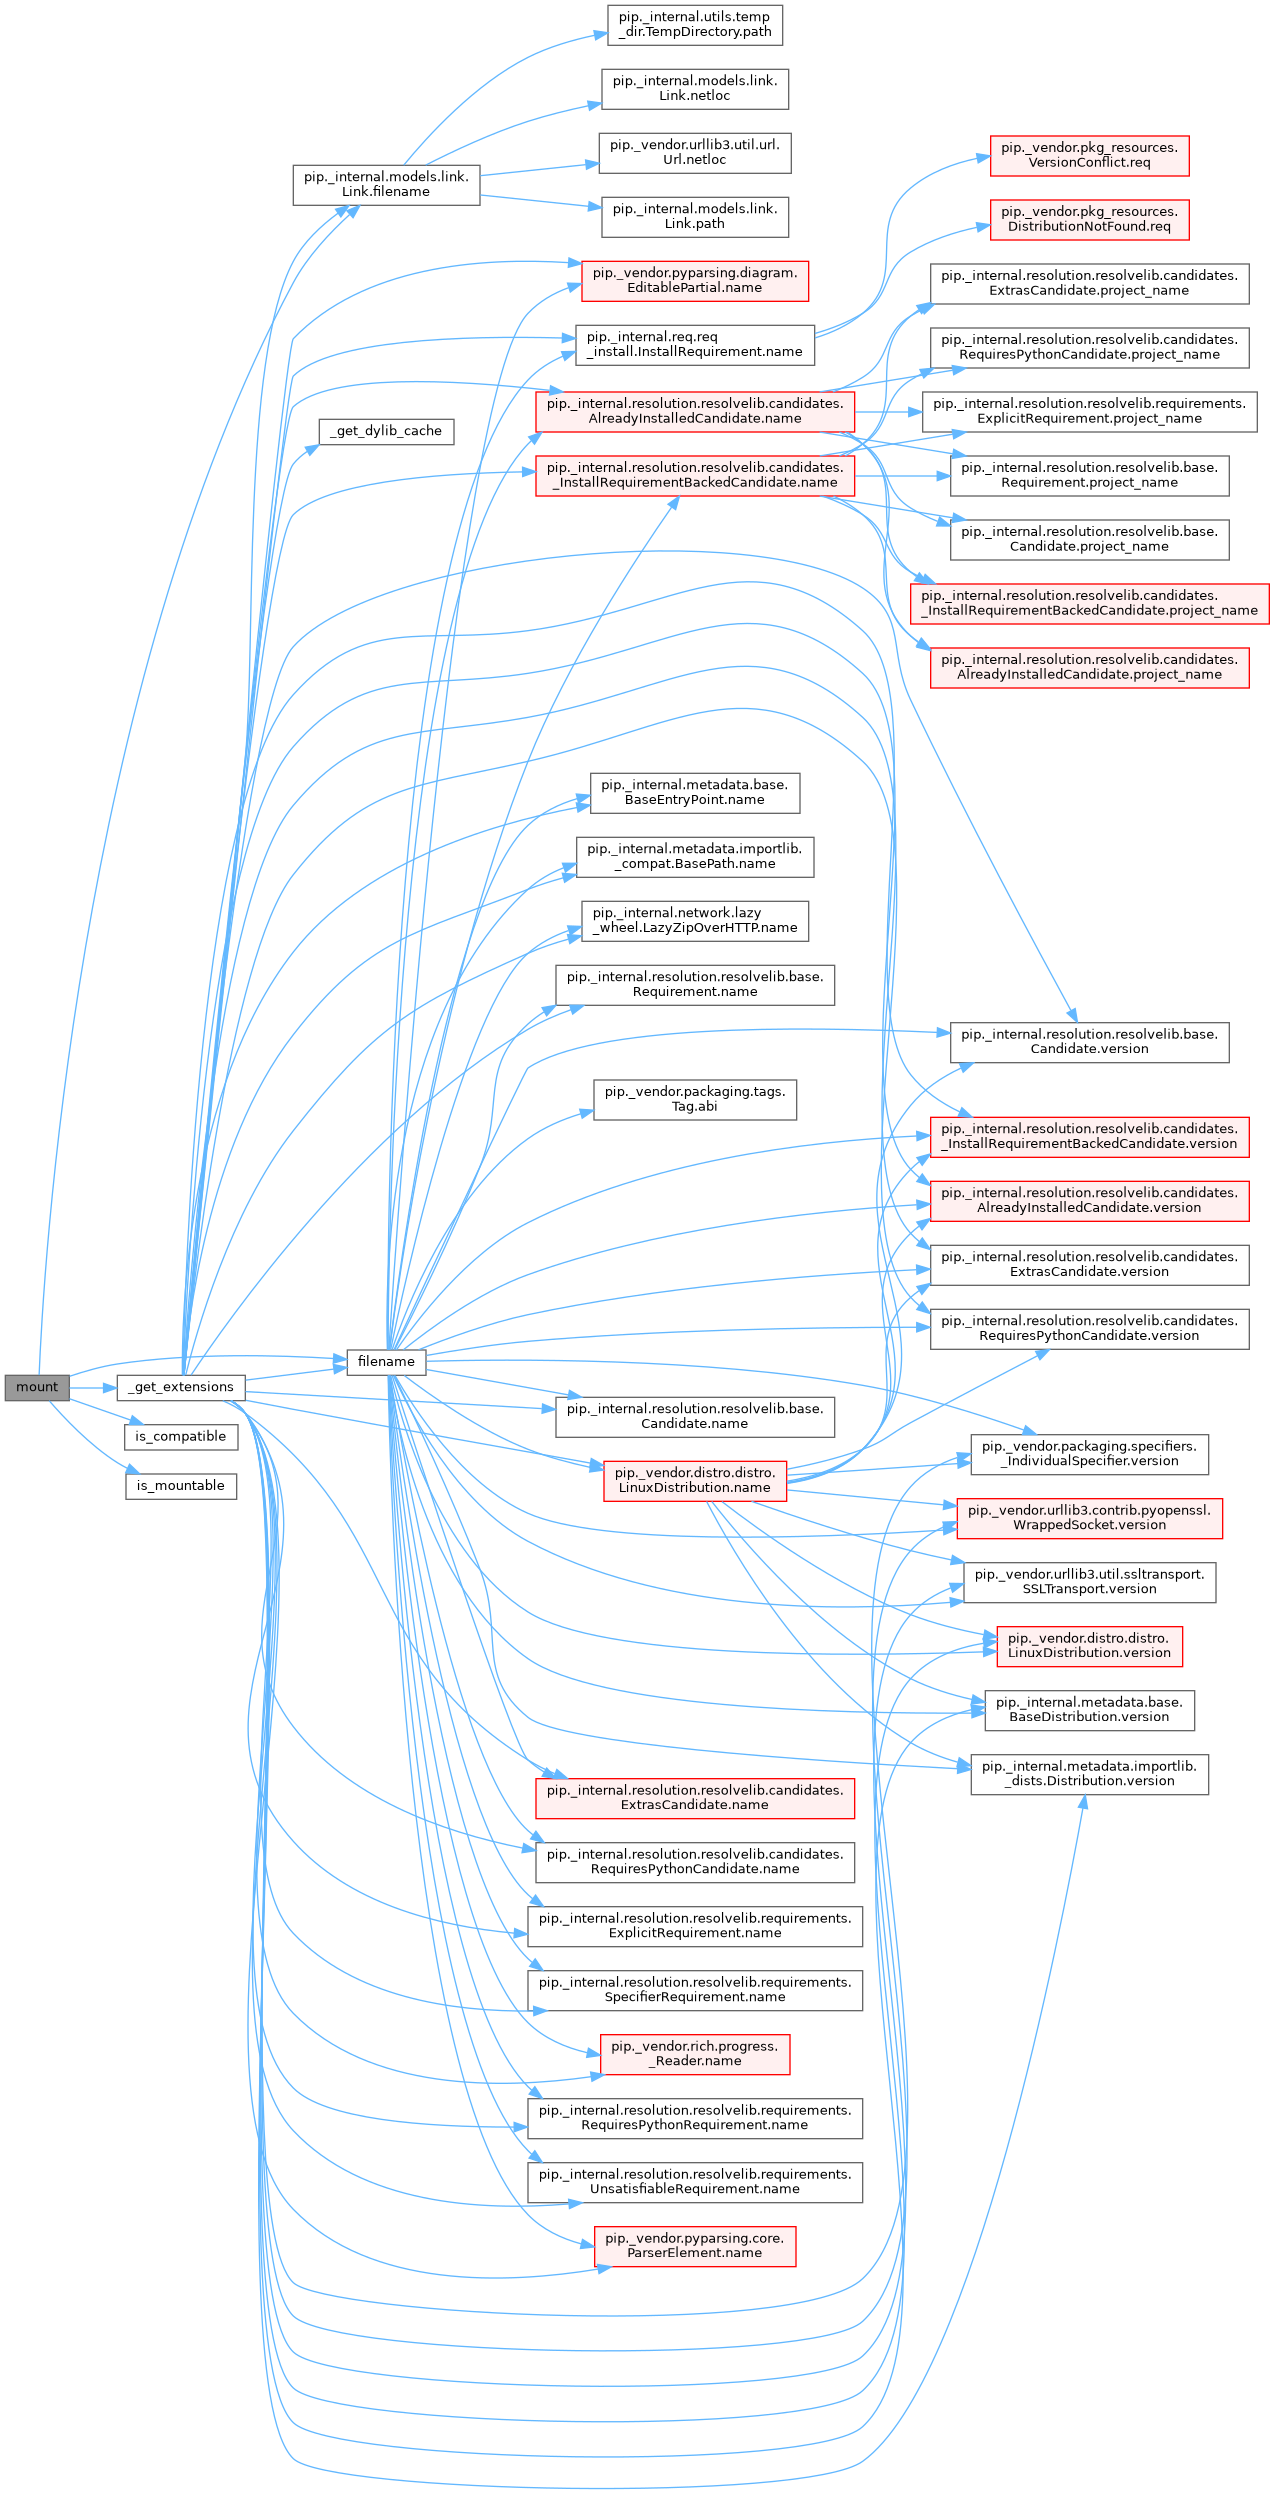 pip._internal.utils.temp
_dir.TempDirectory.path
pip._internal.models.link.
Link.netloc
pip._vendor.urllib3.util.url.
Url.netloc
pip._vendor.pkg_resources.
VersionConflict.req
pip._internal.models.link.
Link.filename
pip._internal.models.link.
Link.path
pip._vendor.pkg_resources.
DistributionNotFound.req
pip._vendor.pyparsing.diagram.
EditablePartial.name
pip._internal.resolution.resolvelib.candidates.
ExtrasCandidate.project_name
pip._internal.req.req
_install.InstallRequirement.name
pip._internal.resolution.resolvelib.candidates.
RequiresPythonCandidate.project_name
pip._internal.resolution.resolvelib.candidates.
AlreadyInstalledCandidate.name
pip._internal.resolution.resolvelib.requirements.
ExplicitRequirement.project_name
_get_dylib_cache
pip._internal.resolution.resolvelib.candidates.
_InstallRequirementBackedCandidate.name
pip._internal.resolution.resolvelib.base.
Requirement.project_name
pip._internal.resolution.resolvelib.base.
Candidate.project_name
pip._internal.resolution.resolvelib.candidates.
_InstallRequirementBackedCandidate.project_name
pip._internal.resolution.resolvelib.candidates.
AlreadyInstalledCandidate.project_name
pip._internal.metadata.base.
BaseEntryPoint.name
pip._internal.metadata.importlib.
_compat.BasePath.name
pip._internal.network.lazy
_wheel.LazyZipOverHTTP.name
pip._internal.resolution.resolvelib.base.
Requirement.name
pip._internal.resolution.resolvelib.base.
Candidate.version
pip._vendor.packaging.tags.
Tag.abi
pip._internal.resolution.resolvelib.candidates.
_InstallRequirementBackedCandidate.version
pip._internal.resolution.resolvelib.candidates.
AlreadyInstalledCandidate.version
pip._internal.resolution.resolvelib.candidates.
ExtrasCandidate.version
pip._internal.resolution.resolvelib.candidates.
RequiresPythonCandidate.version
filename
mount
_get_extensions
pip._internal.resolution.resolvelib.base.
Candidate.name
is_compatible
pip._vendor.packaging.specifiers.
_IndividualSpecifier.version
pip._vendor.distro.distro.
LinuxDistribution.name
is_mountable
pip._vendor.urllib3.contrib.pyopenssl.
WrappedSocket.version
pip._vendor.urllib3.util.ssltransport.
SSLTransport.version
pip._vendor.distro.distro.
LinuxDistribution.version
pip._internal.metadata.base.
BaseDistribution.version
pip._internal.metadata.importlib.
_dists.Distribution.version
pip._internal.resolution.resolvelib.candidates.
ExtrasCandidate.name
pip._internal.resolution.resolvelib.candidates.
RequiresPythonCandidate.name
pip._internal.resolution.resolvelib.requirements.
ExplicitRequirement.name
pip._internal.resolution.resolvelib.requirements.
SpecifierRequirement.name
pip._vendor.rich.progress.
_Reader.name
pip._internal.resolution.resolvelib.requirements.
RequiresPythonRequirement.name
pip._internal.resolution.resolvelib.requirements.
UnsatisfiableRequirement.name
pip._vendor.pyparsing.core.
ParserElement.name